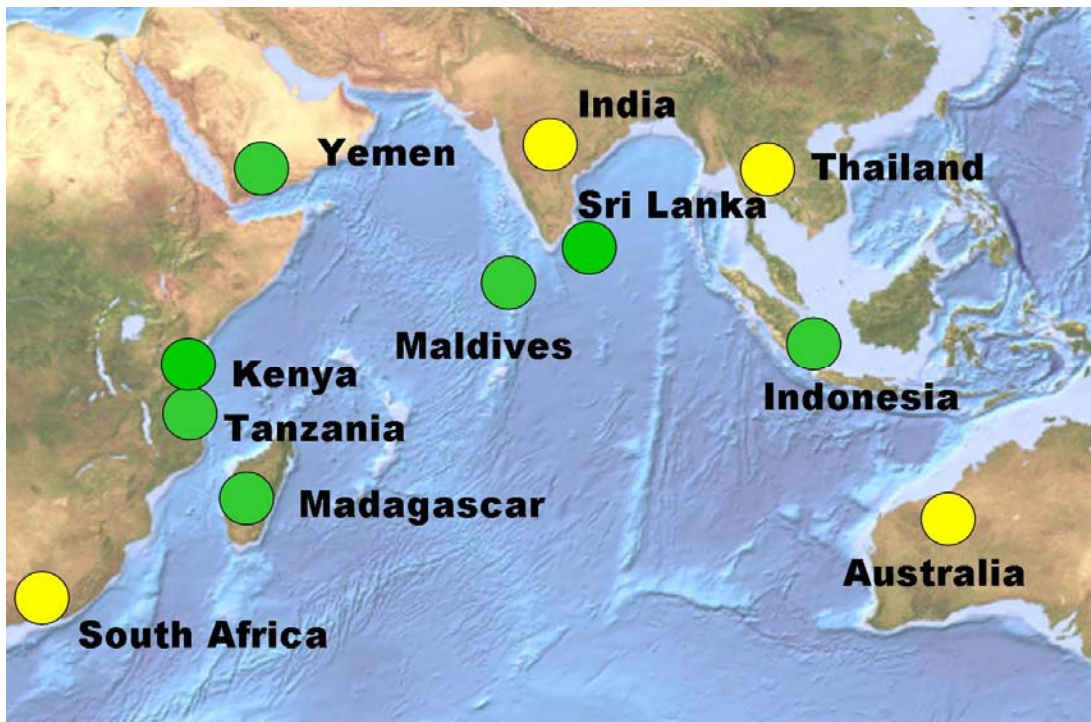 India
Yemen
Thailand
Sri Lanka
Maldives
Kenya
Indonesia
Tanzania
Madagascar
Australia
South Africa